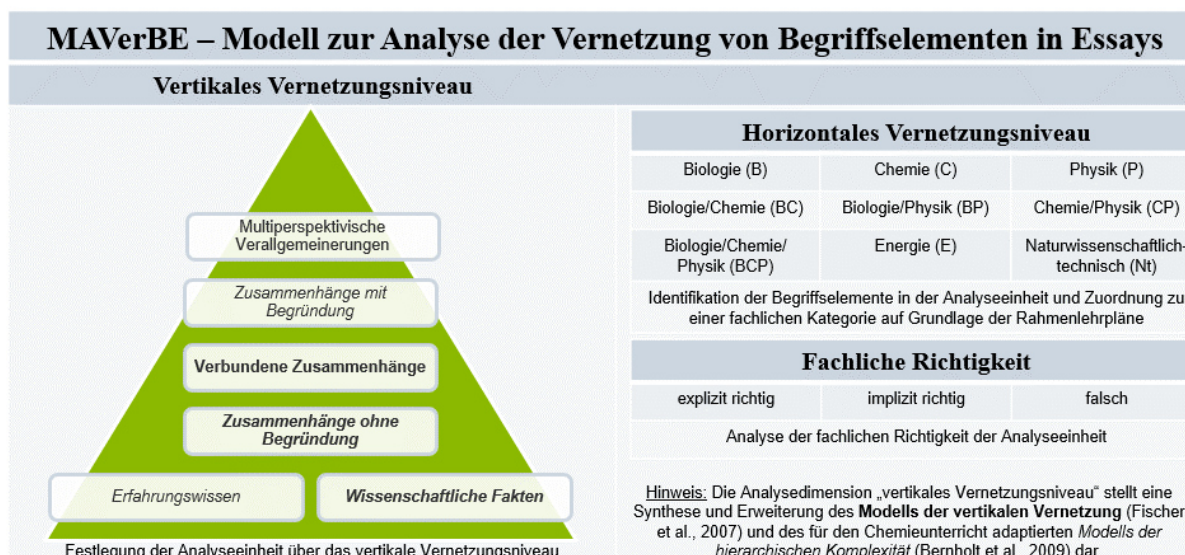 MAVerBE – Modell zur Analyse der Vernetzung von Begriffselementen in Essays
Vertikales Vernetzungsniveau
Multiperspektivische
Verallgemeinerungen
Zusammenhänge mit
Begründung
Verbundene Zusammenhänge
Zusammenhänge ohne
Begründung
Erfahrungswissen
Wissenschaftliche Fakten
Festlegung der Analyseeinheit über das vertikale Vernetzungsniveau
Horizontales Vernetzungsniveau
Biologie (B)
Chemie (C)
Physik (P)
Biologie/Chemie (BC)
Biologie/Physik (BP)
Chemie/Physik (CP)
Biologie/Chemie/
Physik (BCP)
Energie (E)
Naturwissenschaftlich-
technisch (Nt)
Identifikation der Begriffselemente in der Analyseeinheit und Zuordnung zu
einer fachlichen Kategorie auf Grundlage der Rahmenlehrpläne
Fachliche Richtigkeit
explizit richtig
implizit richtig
falsch
Analyse der fachlichen Richtigkeit der Analyseeinheit
Hinweis: Die Analysedimension „vertikales Vernetzungsniveau“ stellt eine
Synthese und Erweiterung des Modells der vertikalen Vernetzung (Fischer
et al., 2007) und des für den Chemieunterricht adaptierten Modells der
hierarchischen Komplexität (Bernholt et al., 2009) dar